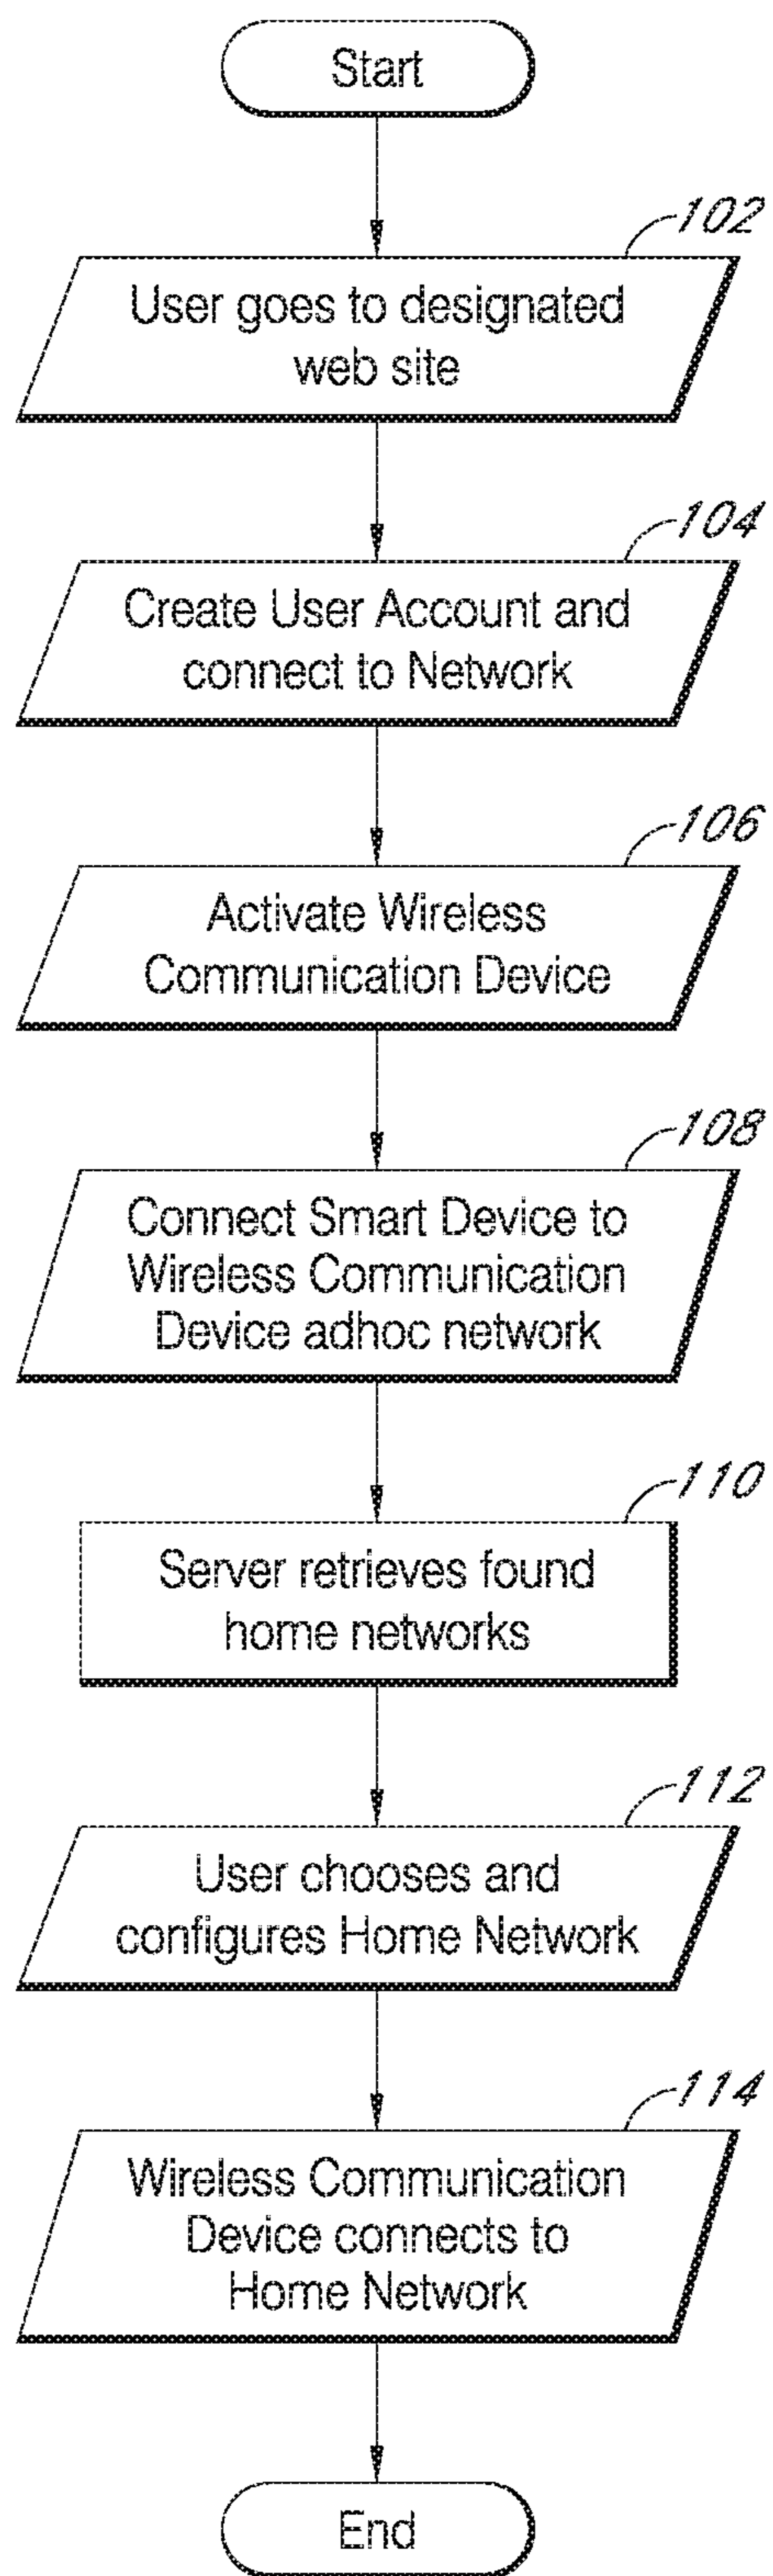 Start
102
User goes to designated
web site
104
Create User Account and
connect to Network
106
Activate Wireless
Communication Device
108
Connect Smart Device to
Wireless Communication
Device adhoc network
110
Server retrieves found
home networks
112
User chooses and
configures Home Network
114
Wireless Communication
Device connects to
Home Network
End